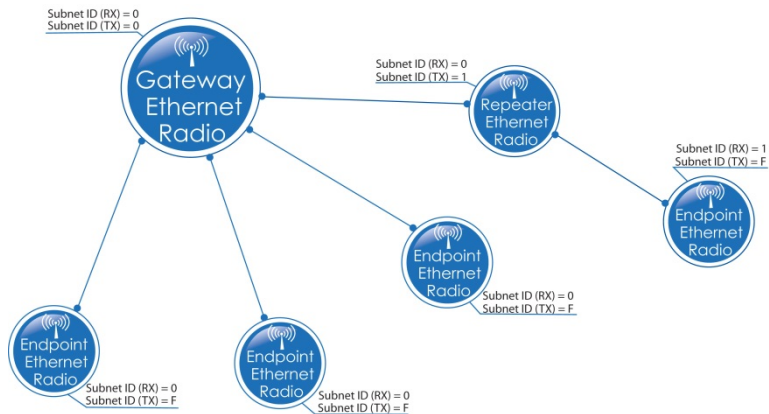 Subnet ID (RX) = 0
Subnet ID (TX) = 0
Gateway
Ethernet
Radio
Subnet ID (RX) = 0
Subnet ID (TX) = 1
Repeater
Ethernet
Radio
Subnet ID (RX) = 1
Subnet ID (TX) = F
Endpoint
Ethernet
Radio
Endpoint
Ethernet
Radio
Subnet ID (RX) = 0
Subnet ID (TX) = F
Endpoint
Ethernet
Radio
Subnet ID (RX) = 0
Subnet ID (TX) = F
Endpoint
Ethernet
Radio
Subnet ID (RX) = 0
Subnet ID (TX) = F